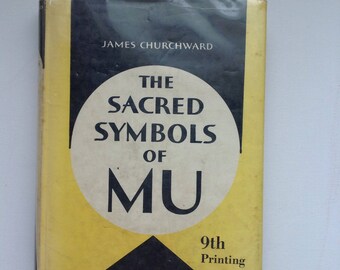 JAMES CHURCHWARD
THE
SACRED
SYMBOLS
OF
MU
9th
Printing